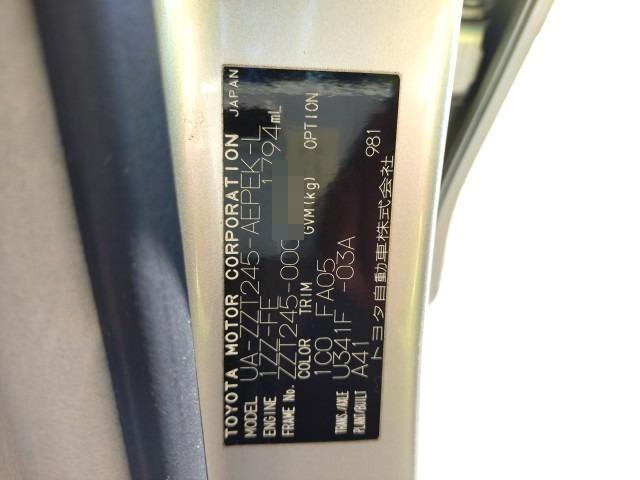 TOYOTA MOTOR CORPORATION JAPAN
MODEL UA-ZZT245-AEPEK-L
ENGINE 1ZZ-FE 1794mL
FRAME No. ZZT245-000
COLOR TRIM GVM(kg) OPTION
1C0 FA05
TRANS/AXLE U341F -03A
PLANT/BUILT A41 981
トヨタ自動車株式会社